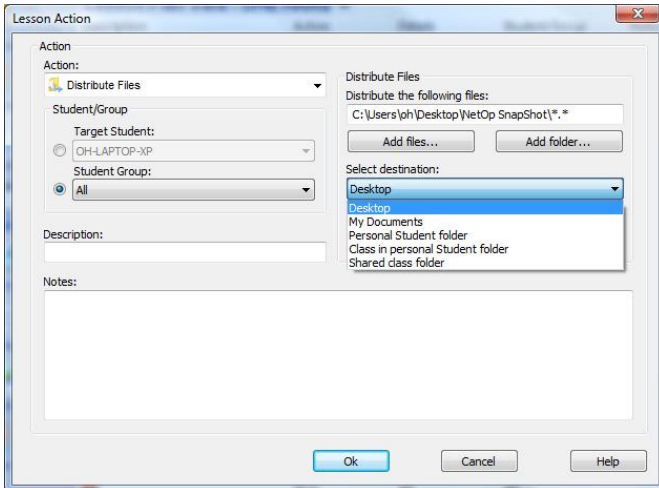 Lesson Action
Action
Action:
Distribute Files
Student/Group
Target Student:
OH-LAPTOP-XP
Student Group:
All
Description:
Notes:
Distribute Files
Distribute the following files:
C:\Users\oh\Desktop\NetOp SnapShot\*.*
Add files... Add folder...
Select destination:
Desktop
Desktop
My Documents
Personal Student folder
Class in personal Student folder
Shared class folder
Ok Cancel Help